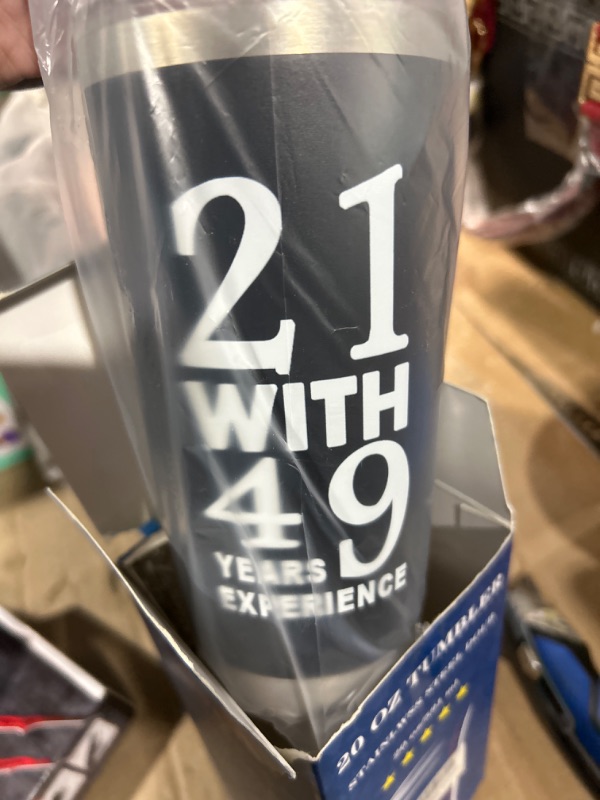 21
WITH
49
YEARS
EXPERIENCE
20 OZ TUMBLER
STAINLESS STEEL